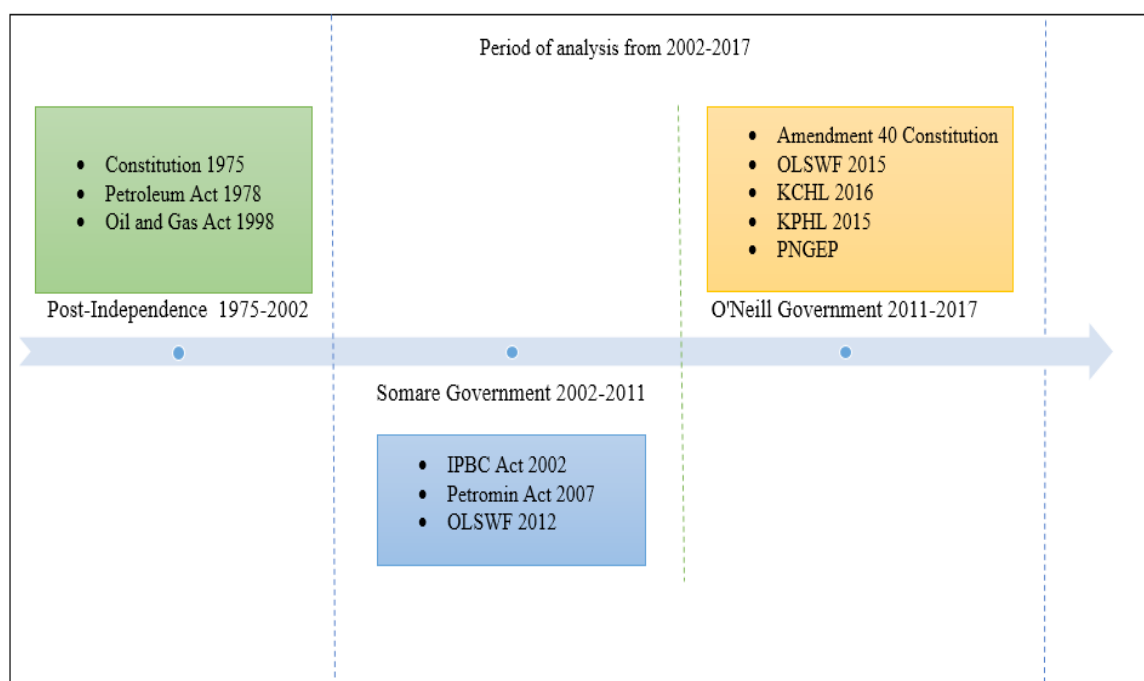 Period of analysis from 2002-2017
• Constitution 1975
• Petroleum Act 1978
• Oil and Gas Act 1998
Post-Independence 1975-2002
• Amendment 40 Constitution
• OLSWF 2015
• KCHL 2016
• KPHL 2015
• PNGEP
O'Neill Government 2011-2017
Somare Government 2002-2011
• IPBC Act 2002
• Petromin Act 2007
• OLSWF 2012